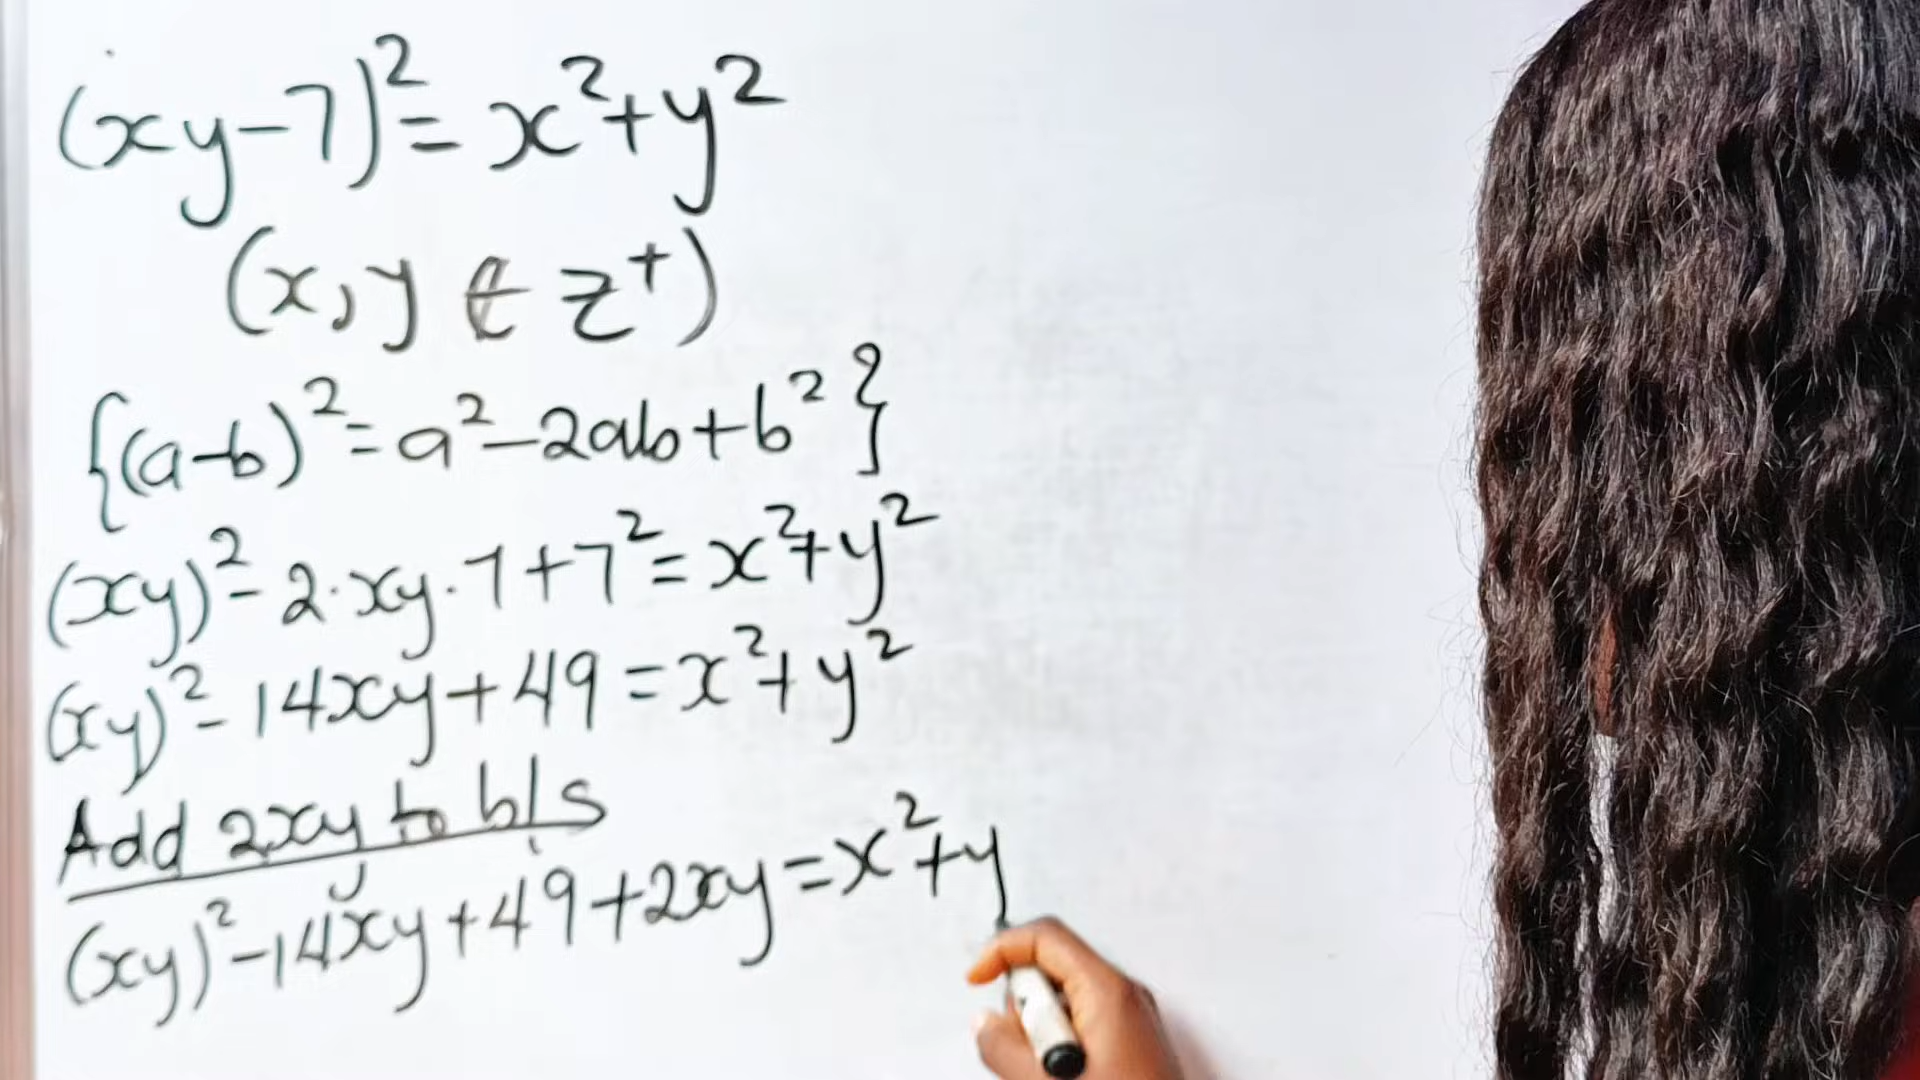 (xy-7)²=x²+y²
(x,y ∈ z⁺)
{(a-b)²=a²-2ab+b²}
(xy)²-2·xy·7+7²=x²+y²
(xy)²-14xy+49=x²+y²
Add 2xy to b/s
(xy)²-14xy+49+2xy=x²+y